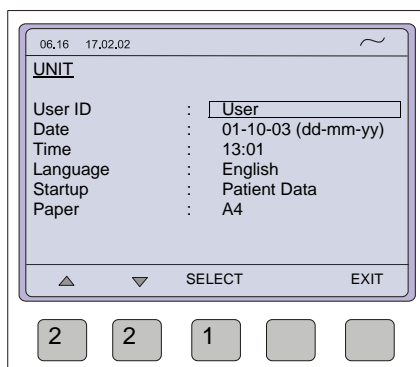 06.16 17.02.02
UNIT
User ID : User
Date : 01-10-03 (dd-mm-yy)
Time : 13:01
Language : English
Startup : Patient Data
Paper : A4
SELECT EXIT
2 2 1